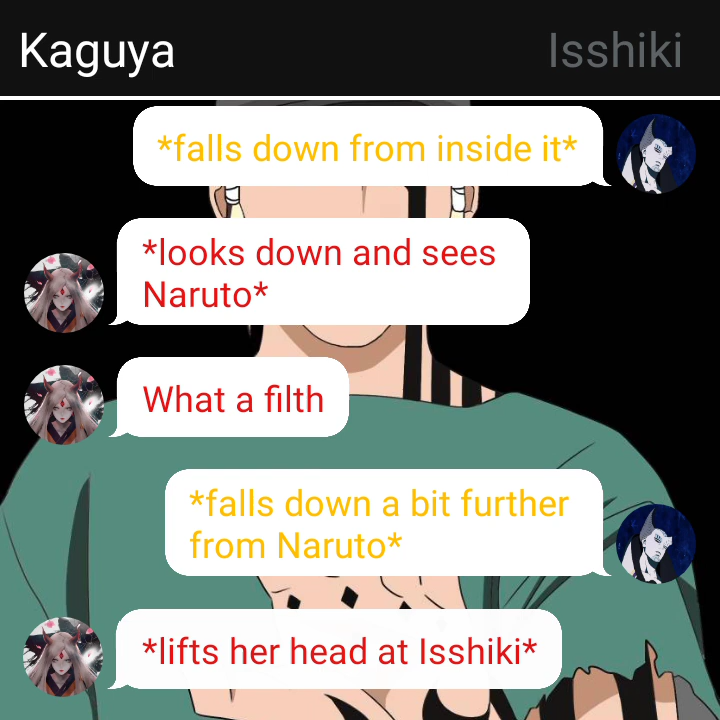 Kaguya
Isshiki
*falls down from inside it*
*looks down and sees
Naruto*
What a filth
*falls down a bit further
from Naruto*
*lifts her head at Isshiki*